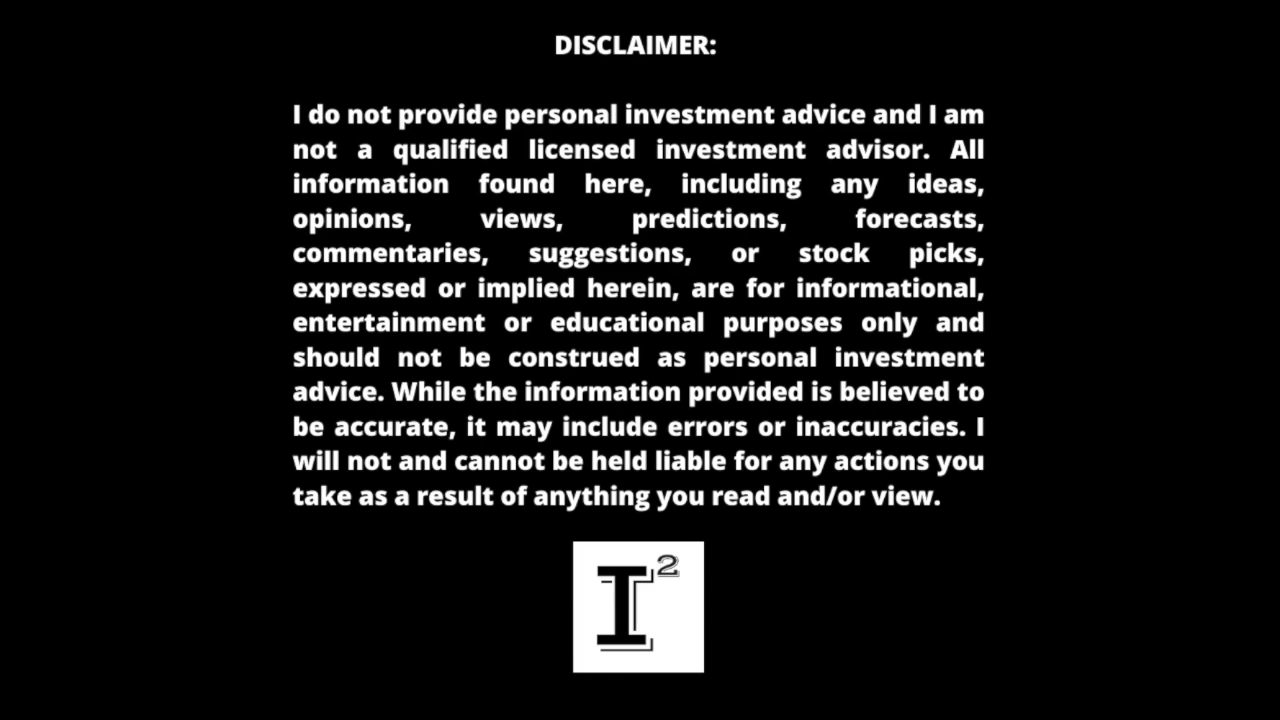 DISCLAIMER:
I do not provide personal investment advice and I am
not a qualified licensed investment advisor. All
information found here, including any ideas,
opinions, views, predictions, forecasts,
commentaries, suggestions, or stock picks,
expressed or implied herein, are for informational,
entertainment or educational purposes only and
should not be construed as personal investment
advice. While the information provided is believed to
be accurate, it may include errors or inaccuracies. I
will not and cannot be held liable for any actions you
take as a result of anything you read and/or view.
I²